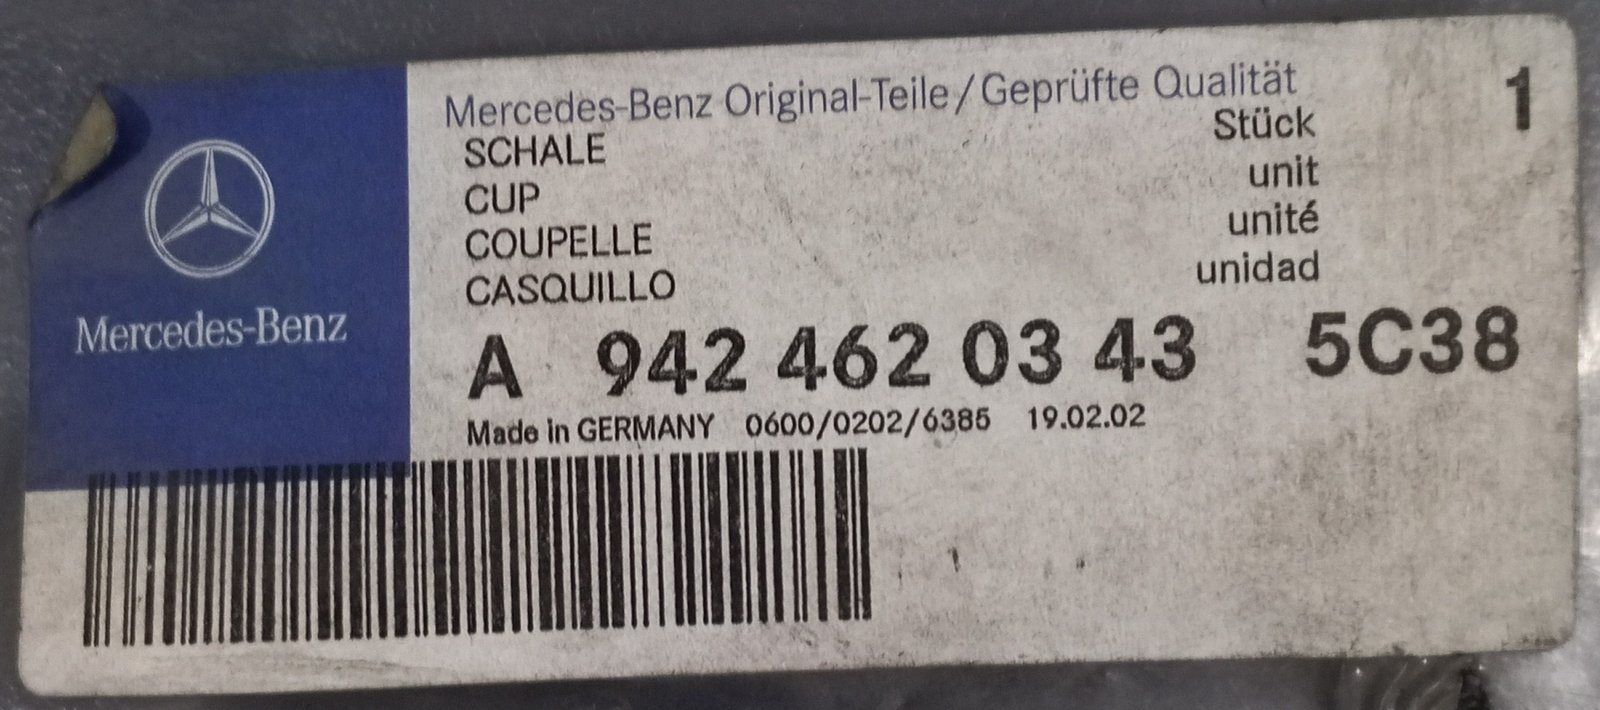 Mercedes-Benz Original-Teile/Geprüfte Qualität
1
SCHALE Stück
CUP unit
COUPELLE unité
CASQUILLO unidad
Mercedes-Benz
A 942 462 03 43 5C38
Made in GERMANY 0600/0202/6385 19.02.02